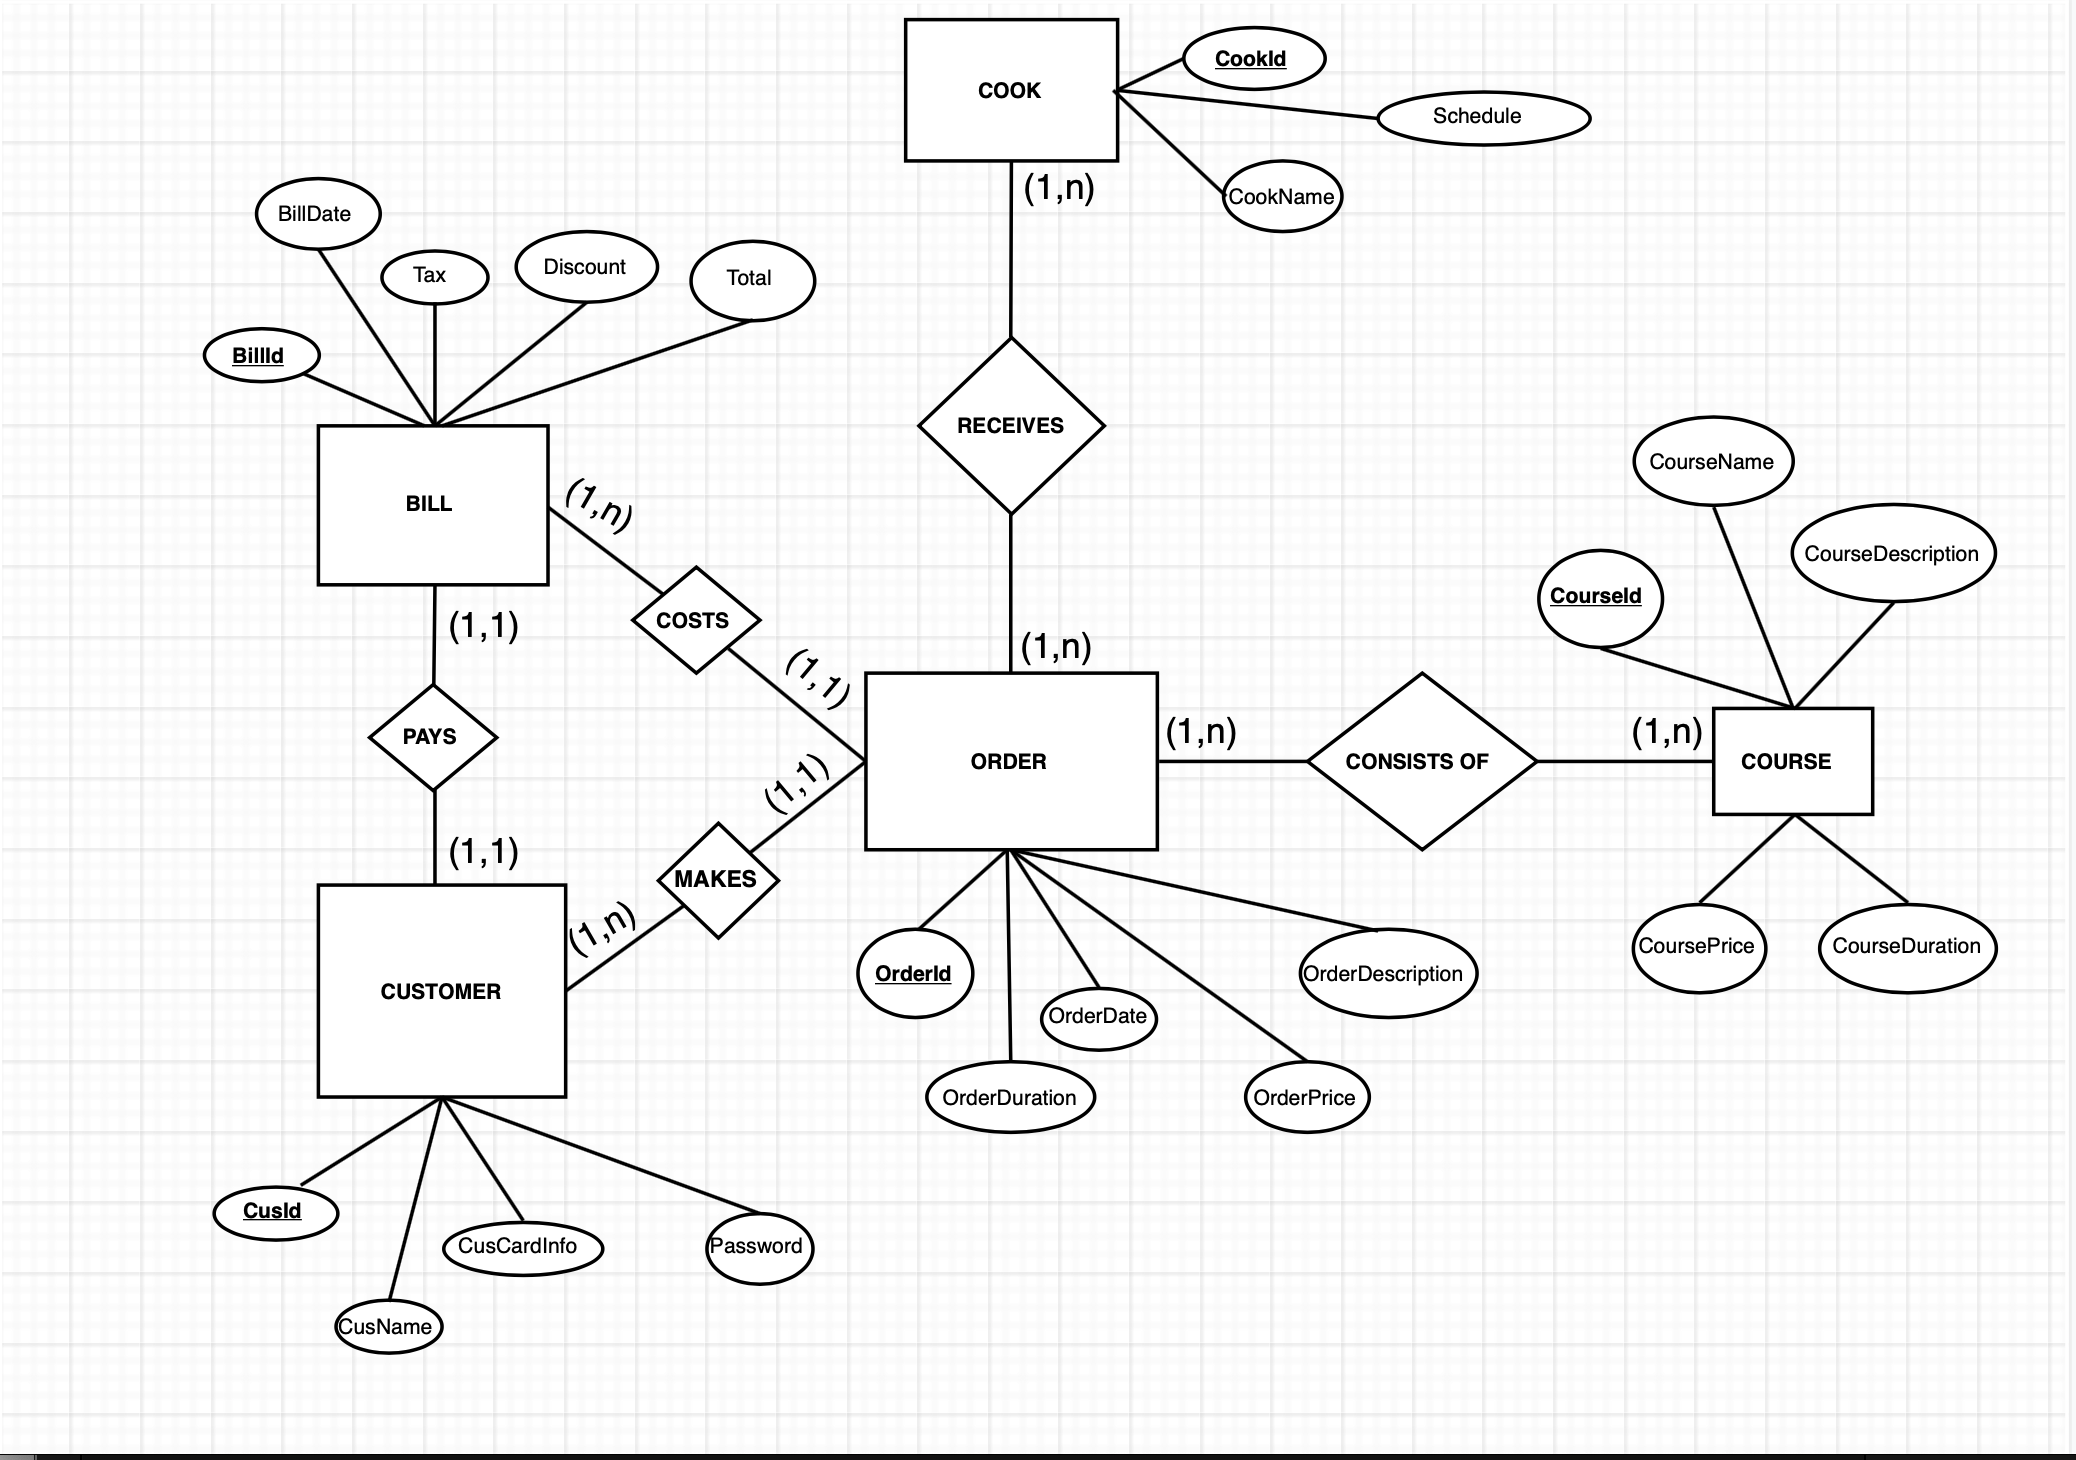 COOK
CookId
Schedule
CookName
(1,n)
BillDate
Tax
Discount
Total
BillId
BILL
(1,n)
RECEIVES
COSTS
(1,1)
(1,1)
PAYS
(1,1)
(1,n)
ORDER
(1,n)
CONSISTS OF
(1,n)
COURSE
CourseName
CourseDescription
CourseId
CoursePrice
CourseDuration
(1,1)
MAKES
(1,n)
CUSTOMER
OrderId
OrderDate
OrderDescription
OrderDuration
OrderPrice
CusId
CusCardInfo
Password
CusName